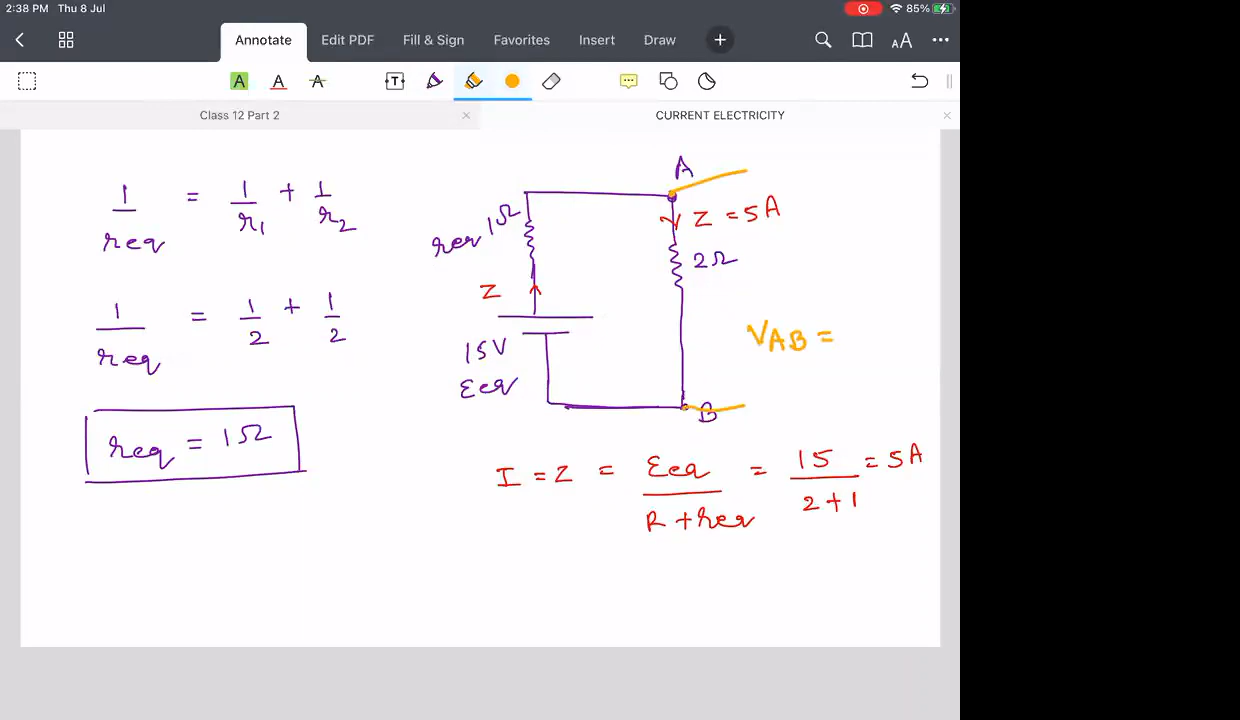 2:38 PM Thu 8 Jul
85%
Annotate Edit PDF Fill & Sign Favorites Insert Draw
Class 12 Part 2
CURRENT ELECTRICITY
1/req = 1/r1 + 1/r2
1/req = 1/2 + 1/2
req = 1Ω
A
Z = 5A
1Ω
req
2Ω
Z
15V
Eeq
VAB =
B
I = Z = Eeq/R + req = 15/2 + 1 = 5A